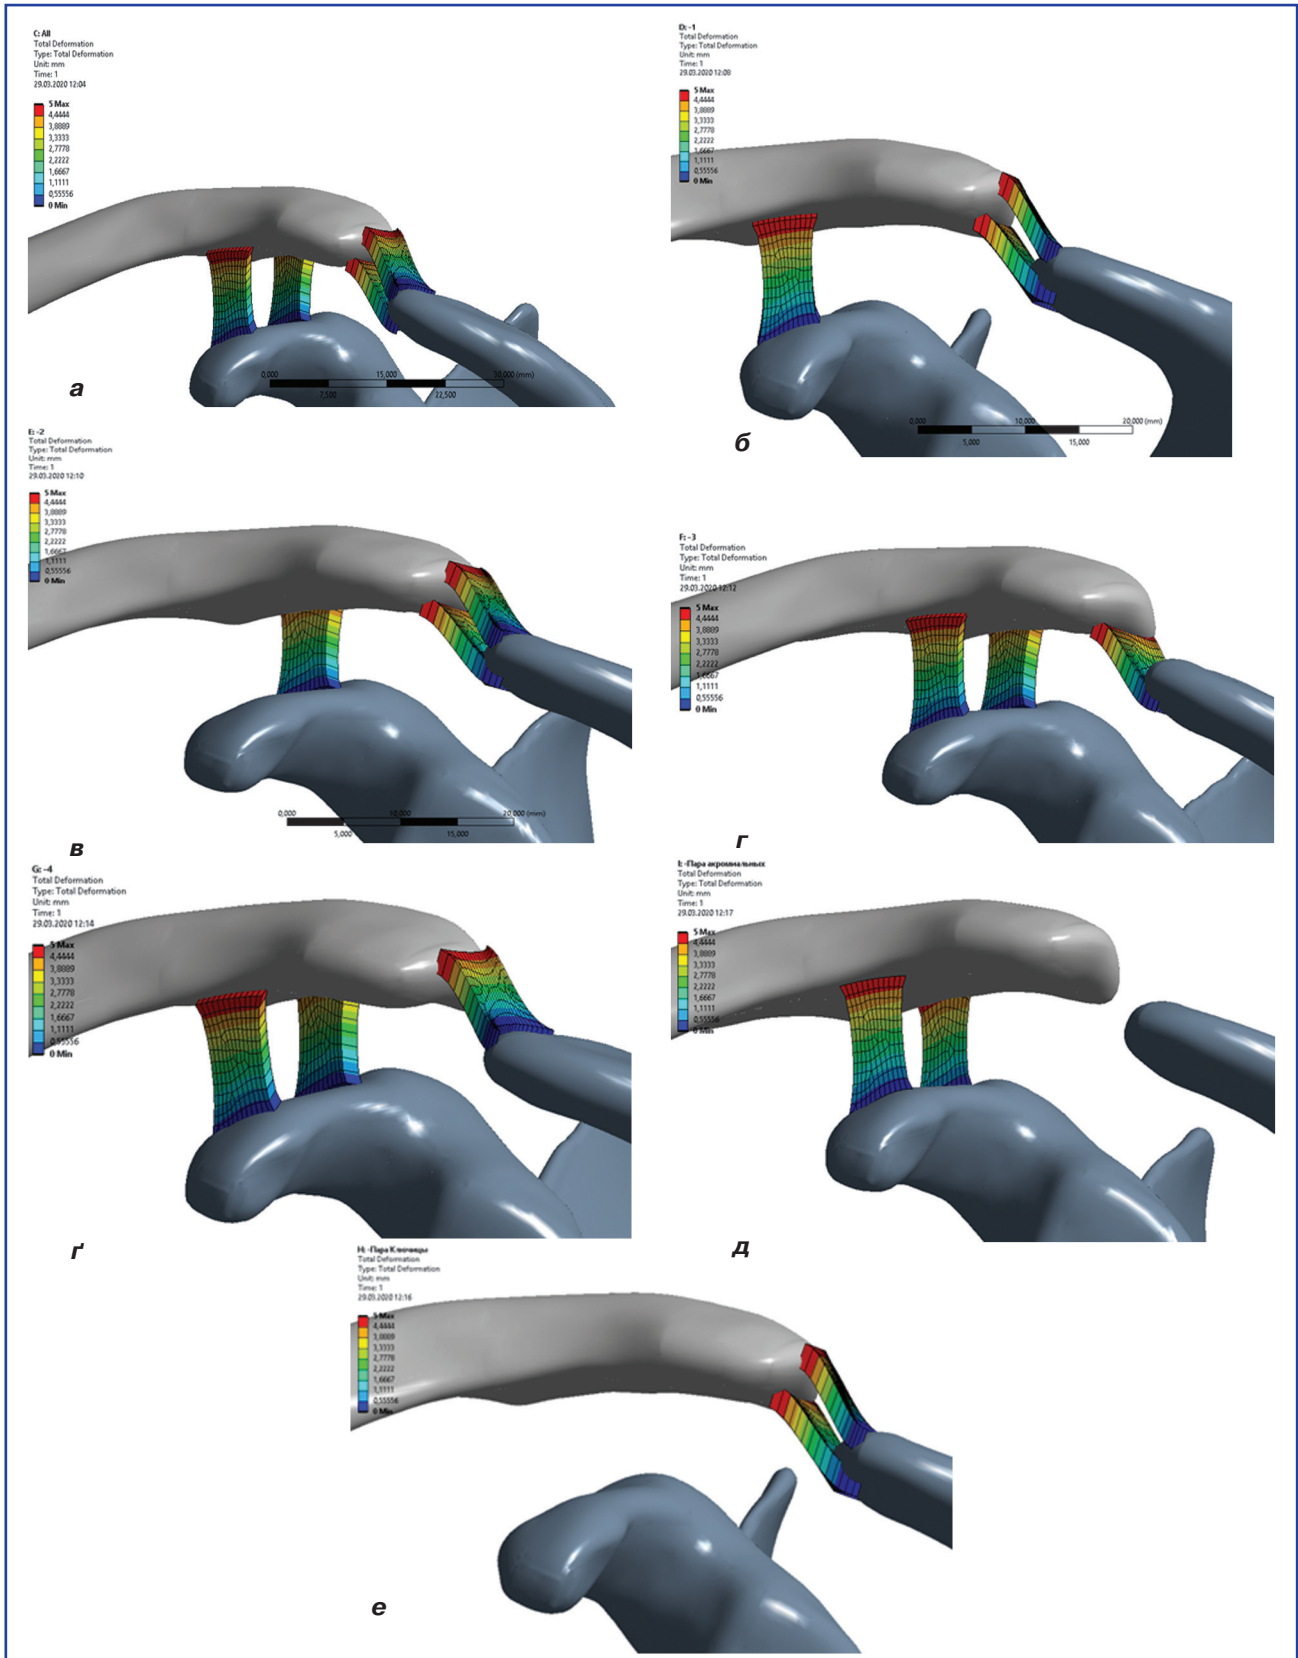 C: All
Total Deformation
Type: Total Deformation
Unit: mm
Time: 1
29.03.2020 12:04
5 Max
4,4444
3,8889
3,3333
2,7778
2,2222
1,6667
1,1111
0,55556
0 Min
0,000
15,000
30,000 (mm)
7,500
22,500
а
D: -1
Total Deformation
Type: Total Deformation
Unit: mm
Time: 1
29.03.2020 12:08
5 Max
4,4444
3,8889
3,3333
2,7778
2,2222
1,6667
1,1111
0,55556
0 Min
0,000
10,000
20,000 (mm)
5,000
15,000
б
E: -2
Total Deformation
Type: Total Deformation
Unit: mm
Time: 1
29.03.2020 12:10
5 Max
4,4444
3,8889
3,3333
2,7778
2,2222
1,6667
1,1111
0,55556
0 Min
0,000
10,000
20,000 (mm)
5,000
15,000
в
F: -3
Total Deformation
Type: Total Deformation
Unit: mm
Time: 1
29.03.2020 12:12
5 Max
4,4444
3,8889
3,3333
2,7778
2,2222
1,6667
1,1111
0,55556
0 Min
г
G: -4
Total Deformation
Type: Total Deformation
Unit: mm
Time: 1
29.03.2020 12:14
5 Max
4,4444
3,8889
3,3333
2,7778
2,2222
1,6667
1,1111
0,55556
0 Min
ґ
I: -Пара акромиальных
Total Deformation
Type: Total Deformation
Unit: mm
Time: 1
29.03.2020 12:17
5 Max
4,4444
3,8889
3,3333
2,7778
2,2222
1,6667
1,1111
0,55556
0 Min
д
H: -Пара Ключицы
Total Deformation
Type: Total Deformation
Unit: mm
Time: 1
29.03.2020 12:16
5 Max
4,4444
3,8889
3,3333
2,7778
2,2222
1,6667
1,1111
0,55556
0 Min
е